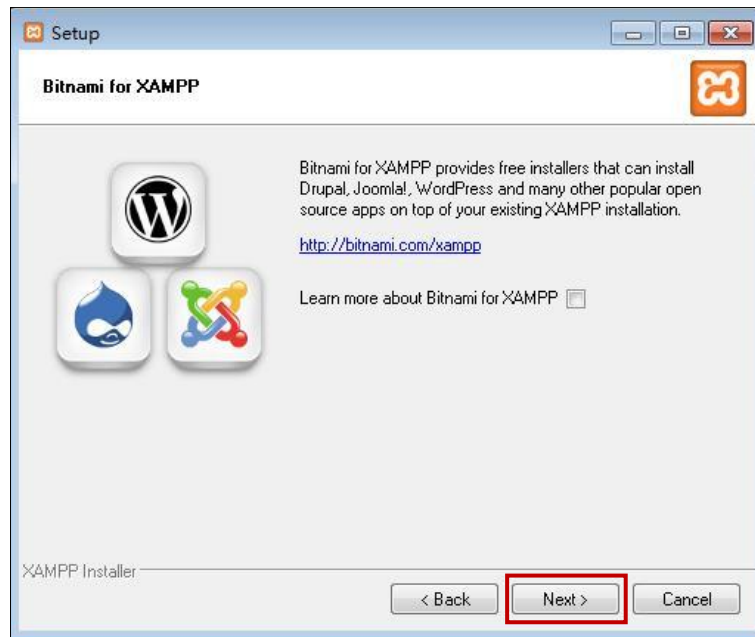 Setup
Bitnami for XAMPP
Bitnami for XAMPP provides free installers that can install
Drupal, Joomla!, WordPress and many other popular open
source apps on top of your existing XAMPP installation.
http://bitnami.com/xampp
Learn more about Bitnami for XAMPP
XAMPP Installer
< Back
Next >
Cancel